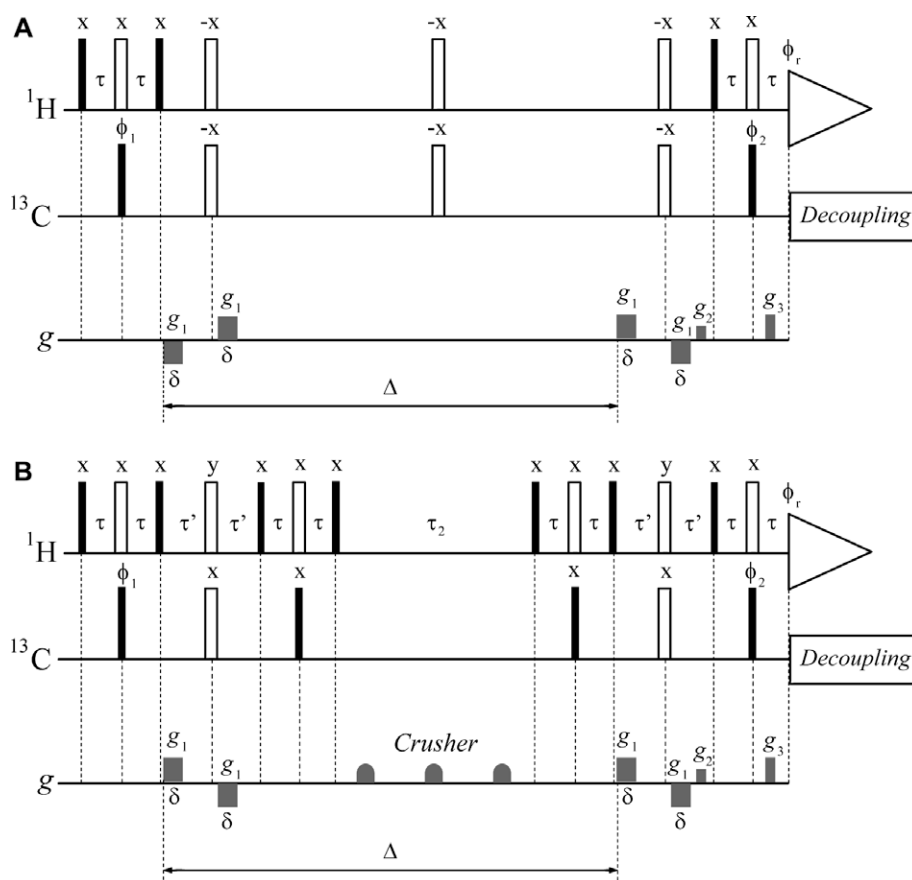 A
x x x -x -x -x x x ϕr
τ τ τ τ
1H
ϕ1 -x -x -x ϕ2
13C Decoupling
g1 g1 g1 g1 g2 g3
g
δ δ δ δ
Δ
B
x x x y x x x x x x y x x ϕr
τ τ τ' τ' τ τ τ2 τ τ τ' τ' τ τ
1H
ϕ1 x x x x ϕ2
13C Decoupling
g1 g1 Crusher g1 g1 g2 g3
g
δ δ δ δ
Δ